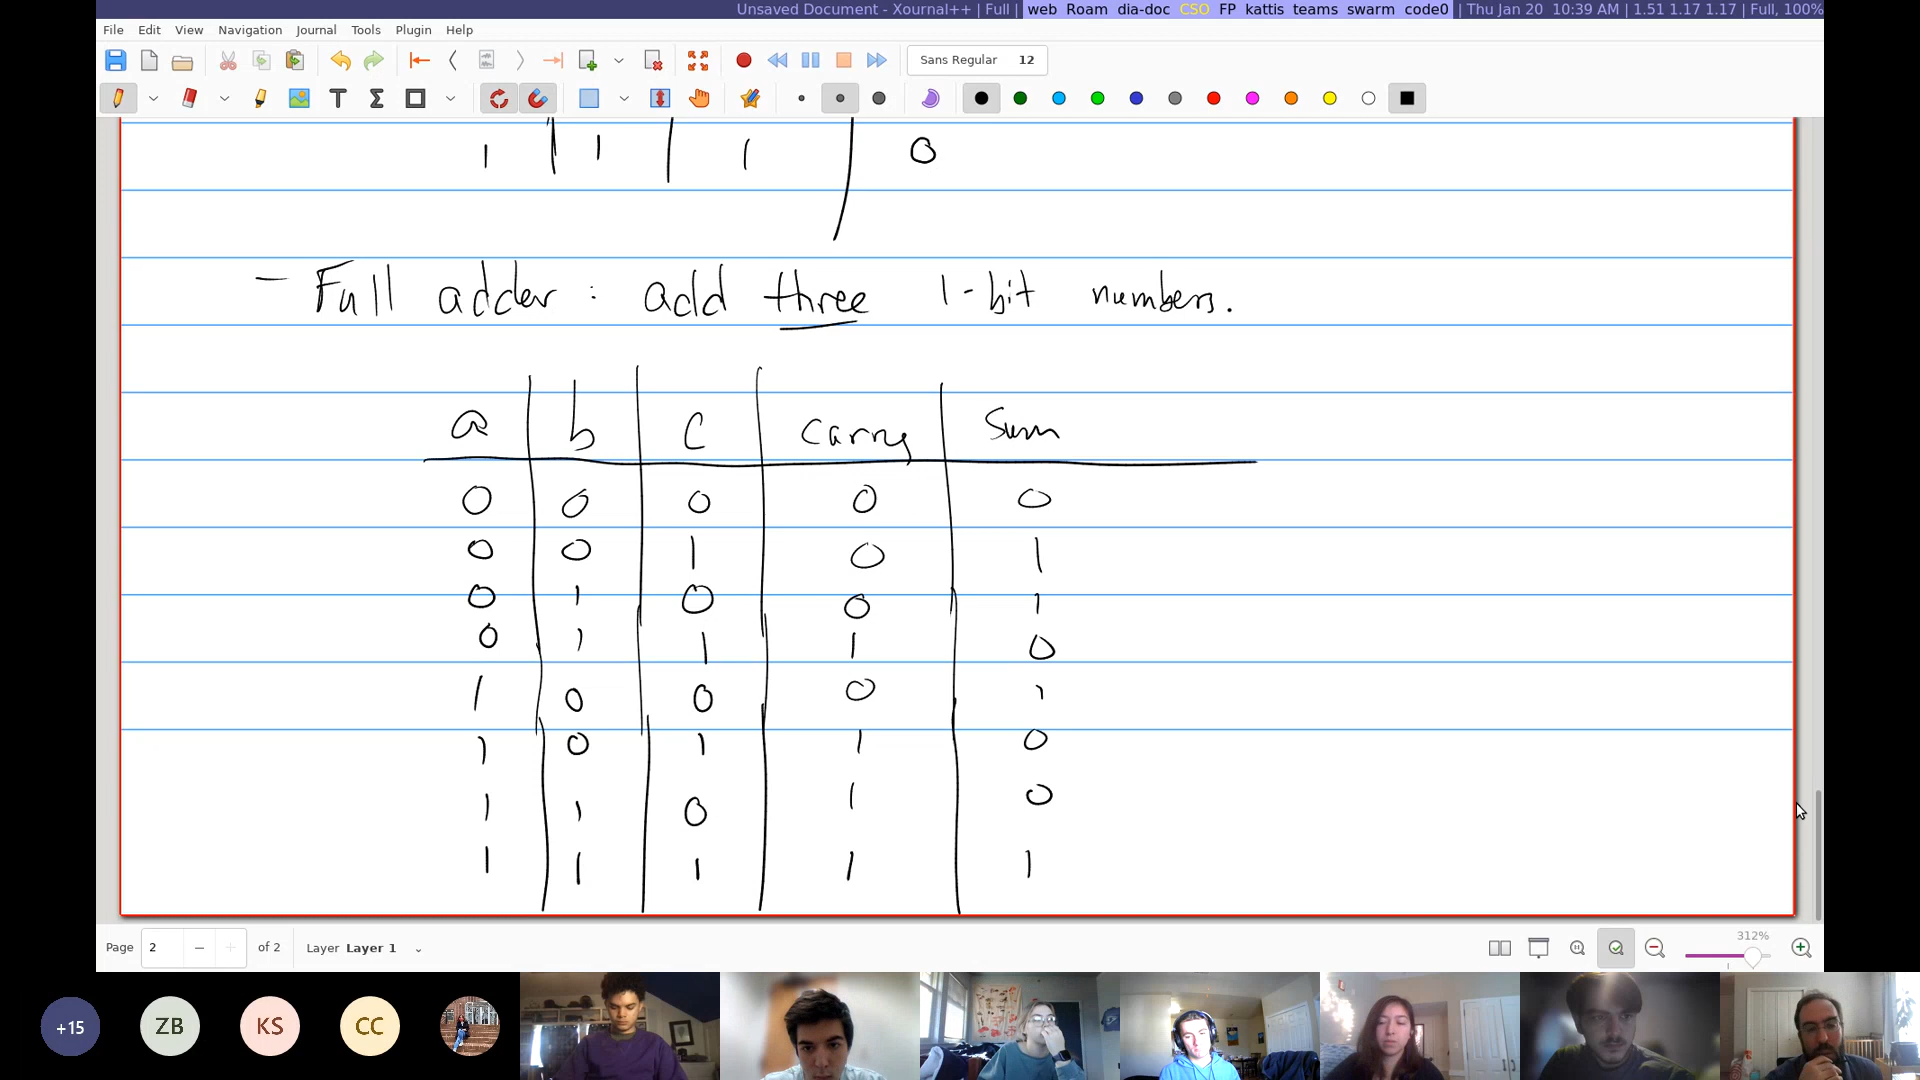 Unsaved Document - Xournal++ | Full | web Roam dia-doc CSO FP kattis teams swarm code0 | Thu Jan 20 10:39 AM | 1.51 1.17 1.17 | Full, 100%
File Edit View Navigation Journal Tools Plugin Help
Sans Regular 12
1 1 1 0
- Full adder : add three 1-bit numbers.
a b c carry sum
0 0 0 0 0
0 0 1 0 1
0 1 0 0 1
0 1 1 1 0
1 0 0 0 1
1 0 1 1 0
1 1 0 1 0
1 1 1 1 1
Page 2 of 2 Layer Layer 1 312%
+15 ZB KS CC